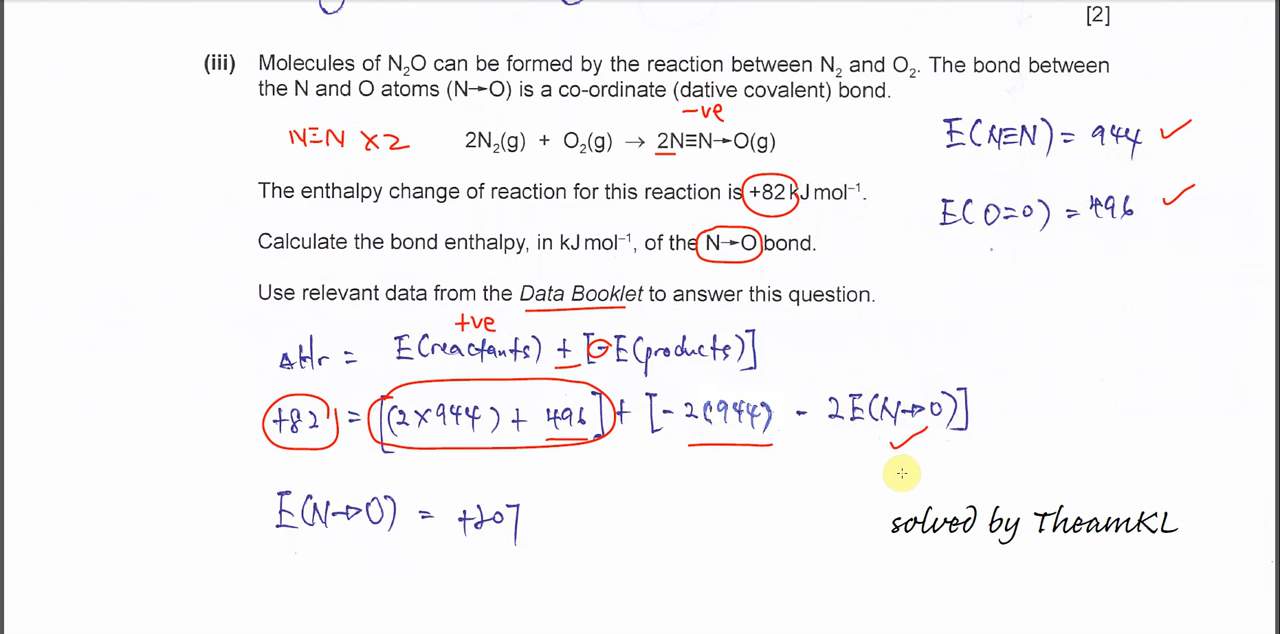 [2]
(iii) Molecules of N₂O can be formed by the reaction between N₂ and O₂. The bond between
the N and O atoms (N→O) is a co-ordinate (dative covalent) bond.
-ve
N≡N ×2
2N₂(g) + O₂(g) → 2N≡N→O(g)
E(N≡N) = 944 ✓
The enthalpy change of reaction for this reaction is +82 kJ mol⁻¹.
E(O=O) = 496 ✓
Calculate the bond enthalpy, in kJ mol⁻¹, of the N→O bond.
Use relevant data from the Data Booklet to answer this question.
+ve
ΔHr = E(reactants) + [-E(products)]
+82 = [(2×944) + 496] + [-2(944) - 2E(N→O)]
E(N→O) = +207
solved by TheamKL